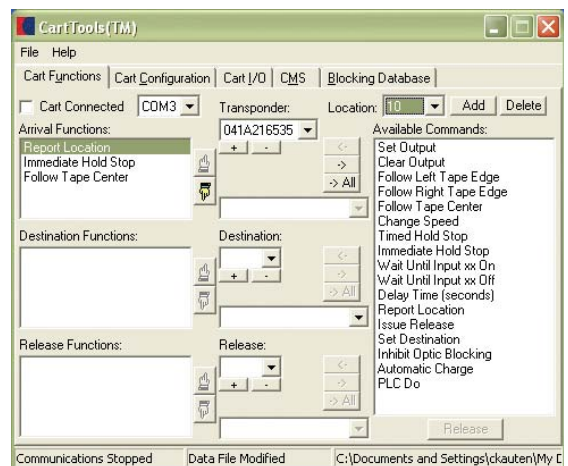 CartTools(TM)
File Help
Cart Functions Cart Configuration Cart I/O CMS Blocking Database
Cart Connected COM3 Transponder: Location: 10 Add Delete
Arrival Functions:
Report Location
Immediate Hold Stop
Follow Tape Center
041A216535
+ -
<-
->
-> All
Available Commands:
Set Output
Clear Output
Follow Left Tape Edge
Follow Right Tape Edge
Follow Tape Center
Change Speed
Timed Hold Stop
Immediate Hold Stop
Wait Until Input xx On
Wait Until Input xx Off
Delay Time (seconds)
Report Location
Issue Release
Set Destination
Inhibit Optic Blocking
Automatic Charge
PLC Do
Destination Functions:
Destination:
+ -
<-
->
-> All
Release Functions:
Release:
+ -
<-
->
-> All
Release
Communications Stopped Data File Modified C:\Documents and Settings\ckauten\My D